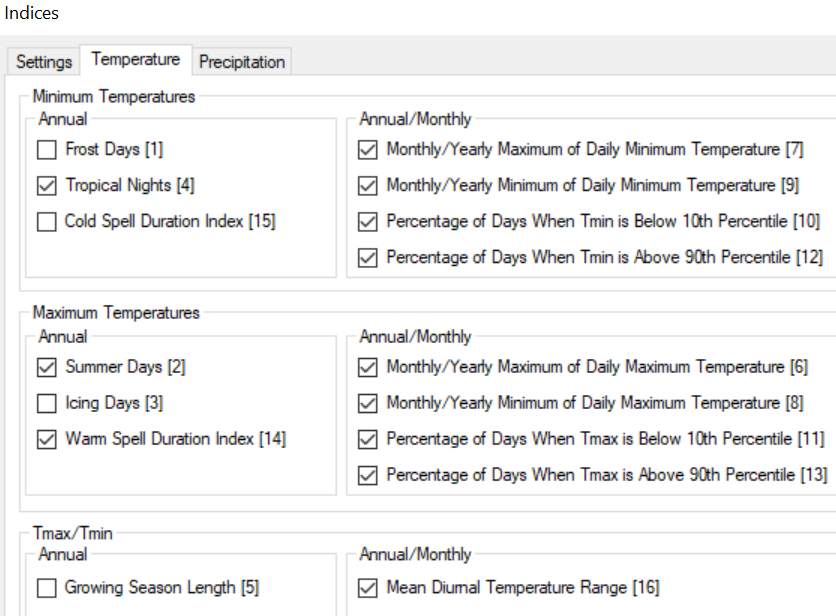 Indices
Settings Temperature Precipitation
Minimum Temperatures
Annual
Frost Days [1]
Tropical Nights [4]
Cold Spell Duration Index [15]
Annual/Monthly
Monthly/Yearly Maximum of Daily Minimum Temperature [7]
Monthly/Yearly Minimum of Daily Minimum Temperature [9]
Percentage of Days When Tmin is Below 10th Percentile [10]
Percentage of Days When Tmin is Above 90th Percentile [12]
Maximum Temperatures
Annual
Summer Days [2]
Icing Days [3]
Warm Spell Duration Index [14]
Annual/Monthly
Monthly/Yearly Maximum of Daily Maximum Temperature [6]
Monthly/Yearly Minimum of Daily Maximum Temperature [8]
Percentage of Days When Tmax is Below 10th Percentile [11]
Percentage of Days When Tmax is Above 90th Percentile [13]
Tmax/Tmin
Annual
Growing Season Length [5]
Annual/Monthly
Mean Diurnal Temperature Range [16]